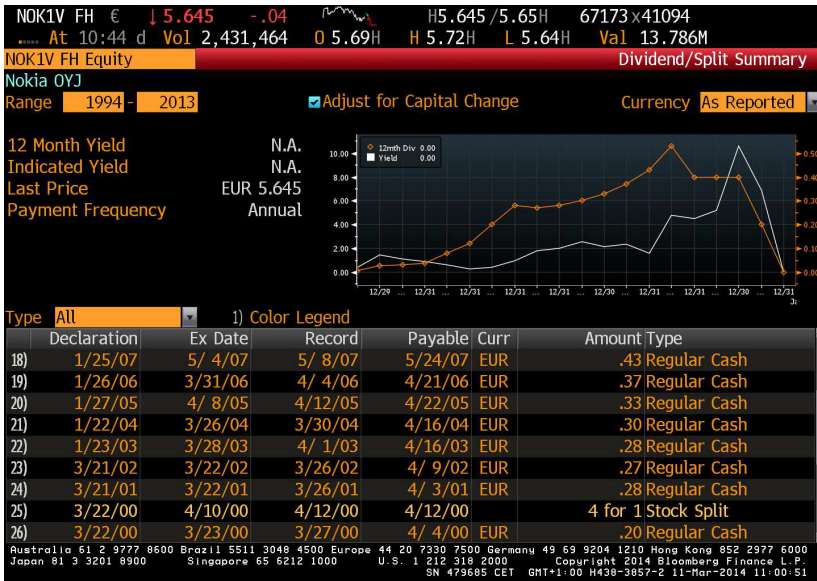 NOK1V FH € ↓ 5.645 -.04 H5.645 /5.65H 67173 x41094
At 10:44 d Vol 2,431,464 O 5.69H H 5.72H L 5.64H Val 13.786M
NOK1V FH Equity Dividend/Split Summary
Nokia OYJ
Range 1994 - 2013 Adjust for Capital Change Currency As Reported
12 Month Yield N.A.
Indicated Yield N.A.
Last Price EUR 5.645
Payment Frequency Annual
12mth Div 0.00
Yield 0.00
10.00 0.50
8.00 0.40
6.00 0.30
4.00 0.20
2.00 0.10
0.00 0.00
12/29 ... 12/31 ... 12/31 ... 12/31 ... 12/31 ... 12/30 ... 12/31 ... 12/31 ... 12/30 ... 12/31
Type All 1) Color Legend
Declaration Ex Date Record Payable Curr Amount Type
18) 1/25/07 5/ 4/07 5/ 8/07 5/24/07 EUR .43 Regular Cash
19) 1/26/06 3/31/06 4/ 4/06 4/21/06 EUR .37 Regular Cash
20) 1/27/05 4/ 8/05 4/12/05 4/22/05 EUR .33 Regular Cash
21) 1/22/04 3/26/04 3/30/04 4/16/04 EUR .30 Regular Cash
22) 1/23/03 3/28/03 4/ 1/03 4/16/03 EUR .28 Regular Cash
23) 3/21/02 3/22/02 3/26/02 4/ 9/02 EUR .27 Regular Cash
24) 3/21/01 3/22/01 3/26/01 4/ 3/01 EUR .28 Regular Cash
25) 3/22/00 4/10/00 4/12/00 4/12/00 4 for 1 Stock Split
26) 3/22/00 3/23/00 3/27/00 4/ 4/00 EUR .20 Regular Cash
Australia 61 2 9777 8600 Brazil 5511 3048 4500 Europe 44 20 7330 7500 Germany 49 69 9204 1210 Hong Kong 852 2977 6000
Japan 81 3 3201 8900 Singapore 65 6212 1000 U.S. 1 212 318 2000 Copyright 2014 Bloomberg Finance L.P.
SN 479685 CET GMT+1:00 H438-3857-2 11-Mar-2014 11:00:51